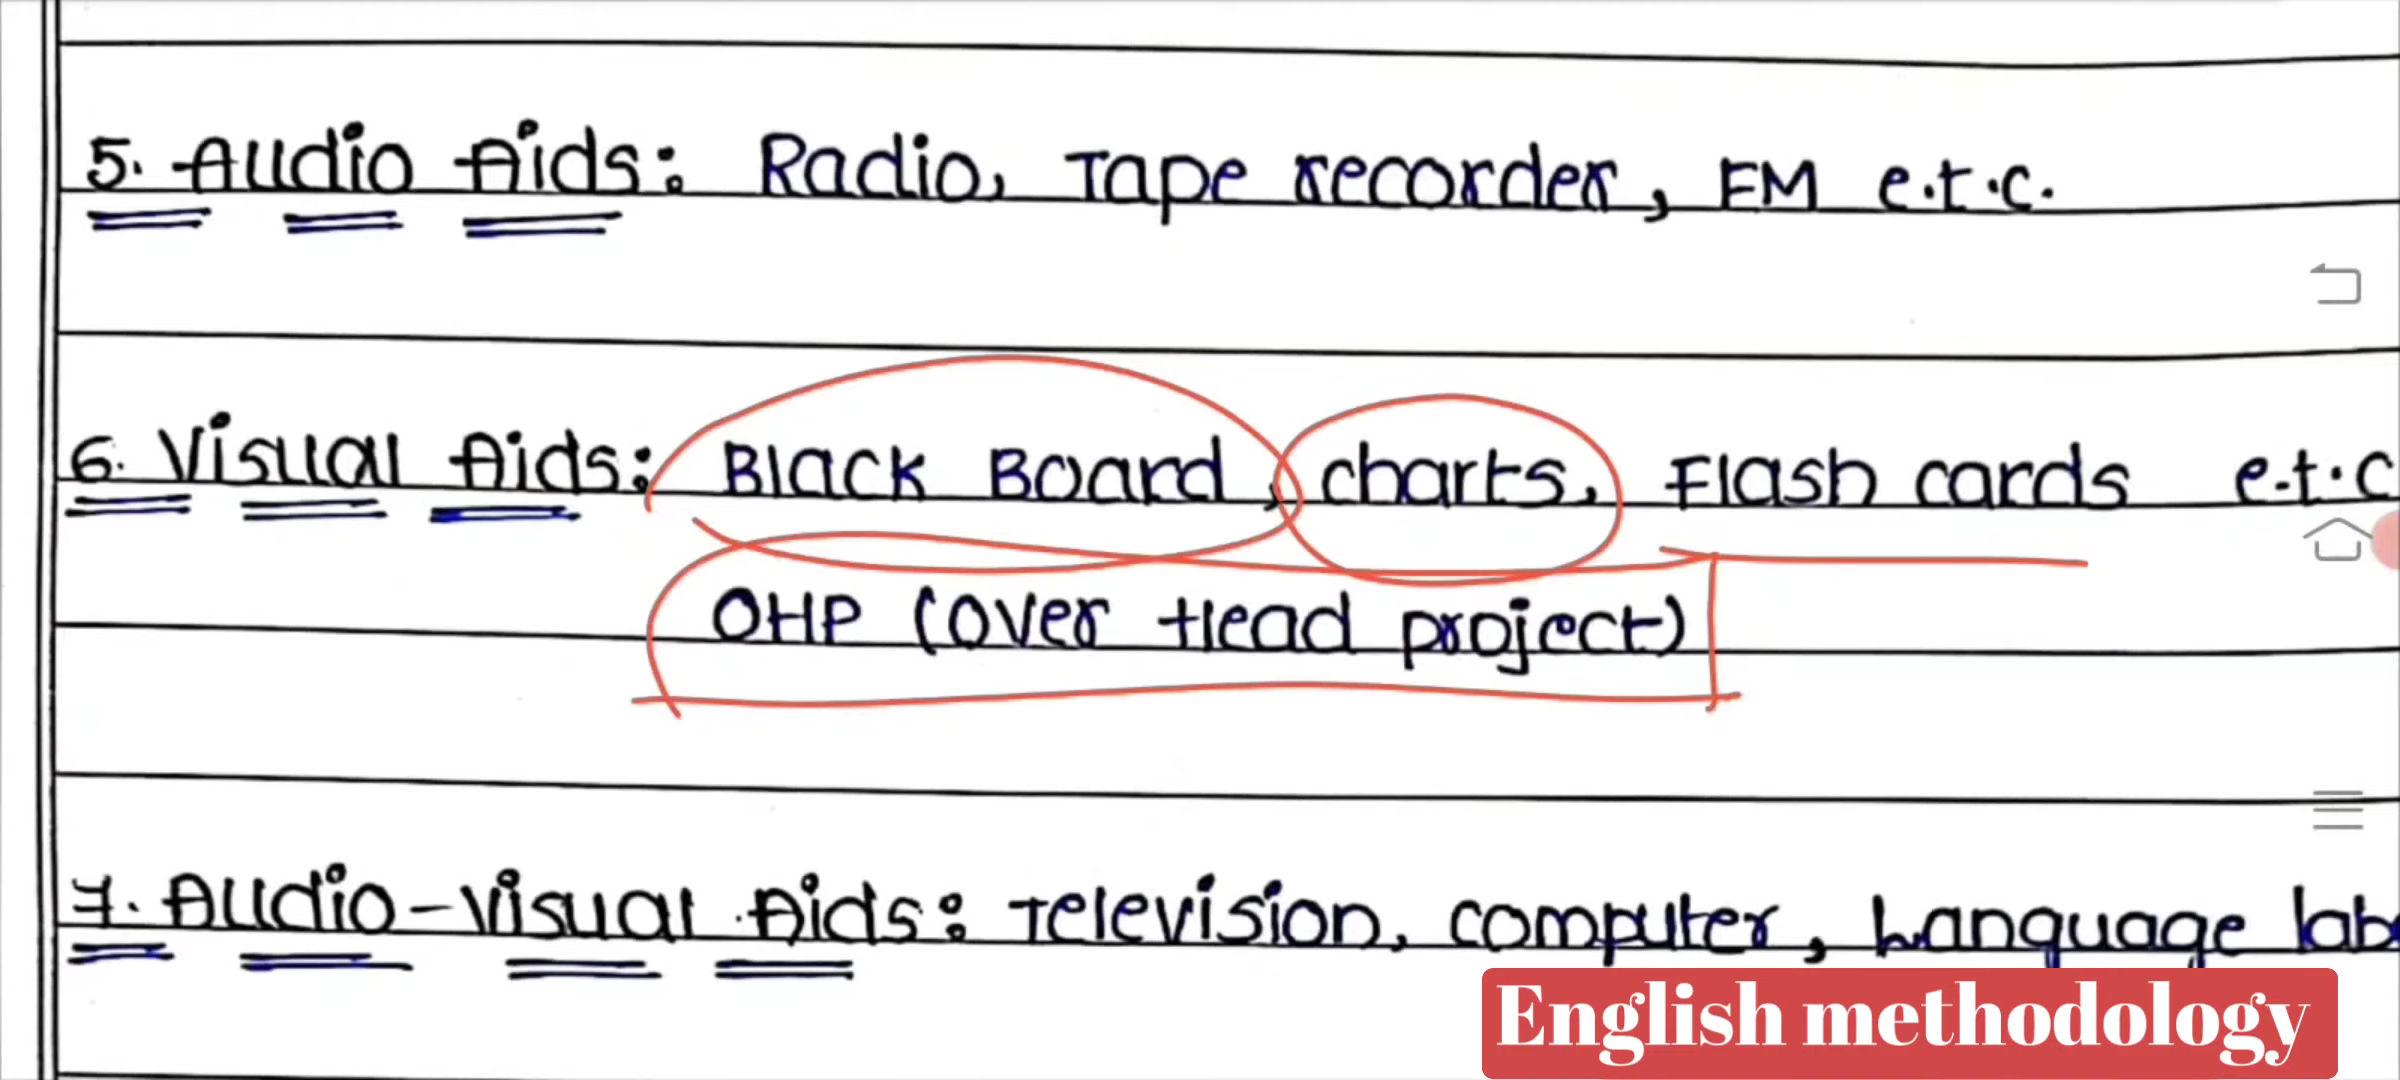 5. Audio Aids: Radio, Tape recorder, FM e.t.c.
6. Visual Aids: Black Board, charts, Flash cards e.t.c
OHP (Over Head project)
7. Audio-Visual Aids: Television, computer, Language lab
English methodology